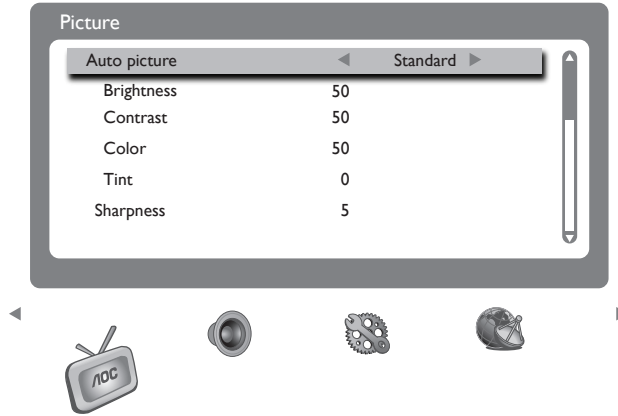 Picture
Auto picture Standard
Brightness 50
Contrast 50
Color 50
Tint 0
Sharpness 5
AOC